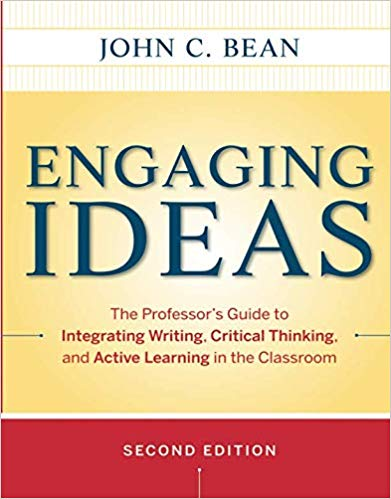 JOHN C. BEAN
ENGAGING
IDEAS
The Professor's Guide to
Integrating Writing, Critical Thinking,
and Active Learning in the Classroom
SECOND EDITION